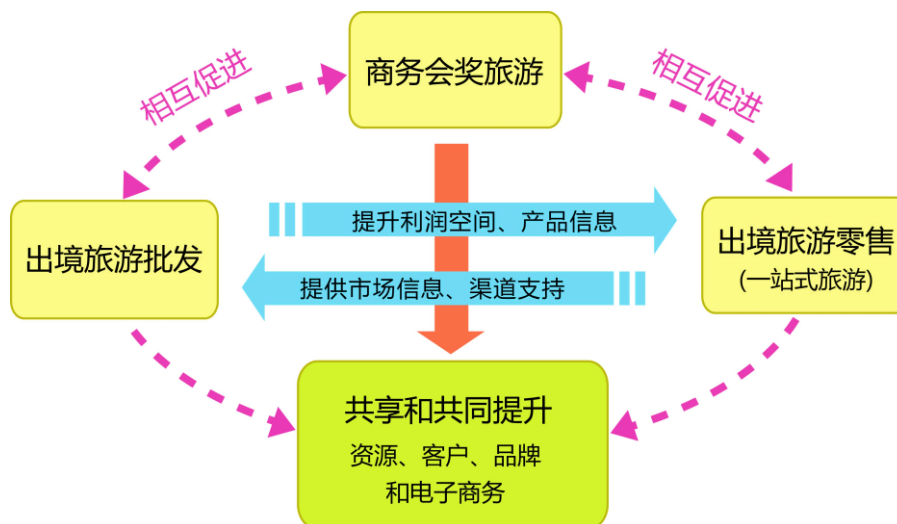 商务会奖旅游
相互促进
相互促进
提升利润空间、产品信息
出境旅游批发
出境旅游零售
(一站式旅游)
提供市场信息、渠道支持
共享和共同提升
资源、客户、品牌
和电子商务